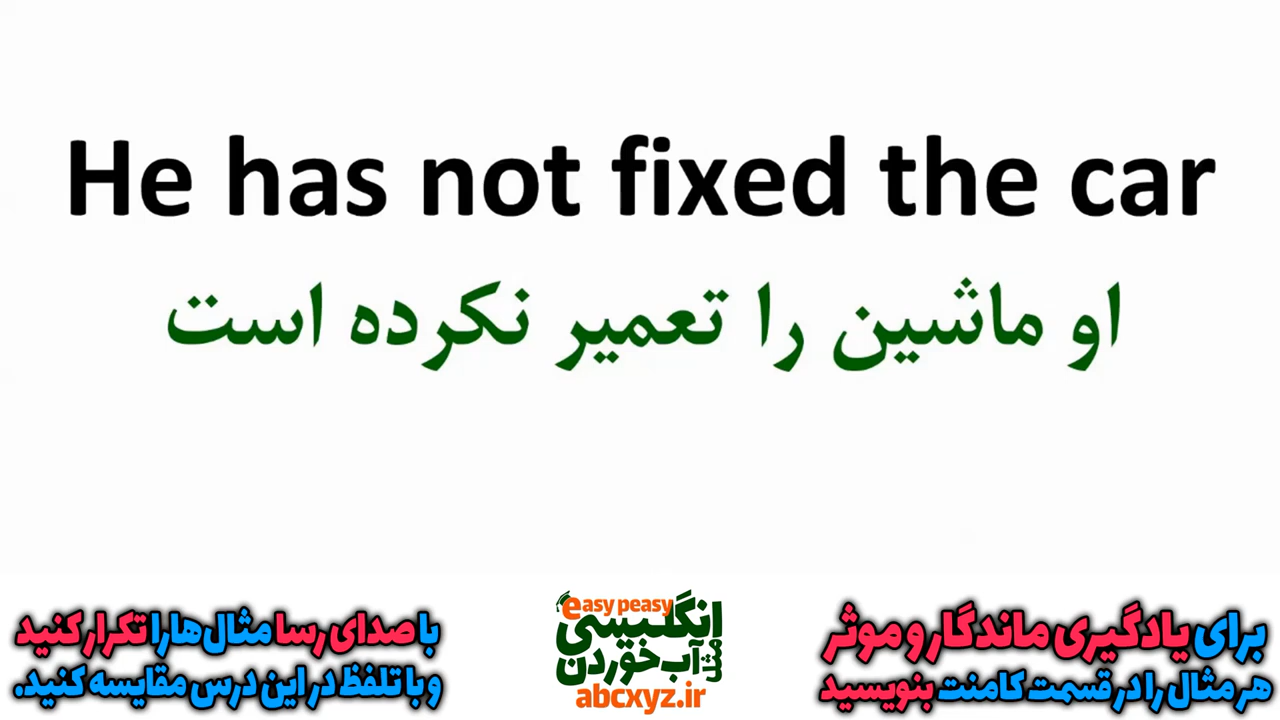 He has not fixed the car
او ماشین را تعمیر نکرده است
برای یادگیری ماندگار و موثر
هر مثال را در قسمت کامنت بنویسید
easy peasy
انگلیسی
مثل آب خوردن
abcxyz.ir
با صدای رسا مثال‌ها را تکرار کنید
و با تلفظ در این درس مقایسه کنید.